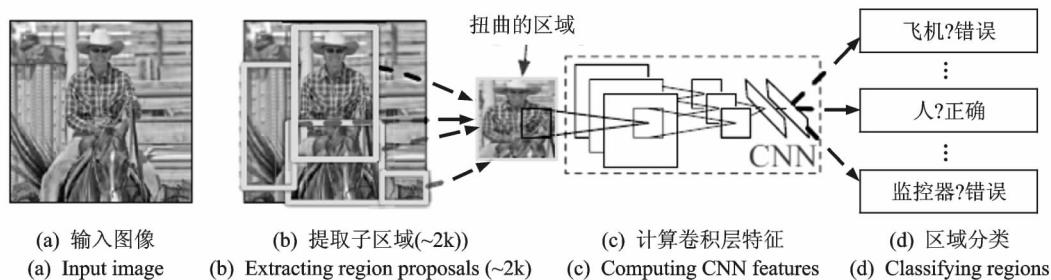 扭曲的区域
飞机?错误
⋮
人?正确
CNN
⋮
监控器?错误
(a) 输入图像
(b) 提取子区域(~2k))
(c) 计算卷积层特征
(d) 区域分类
(a) Input image
(b) Extracting region proposals (~2k)
(c) Computing CNN features
(d) Classifying regions